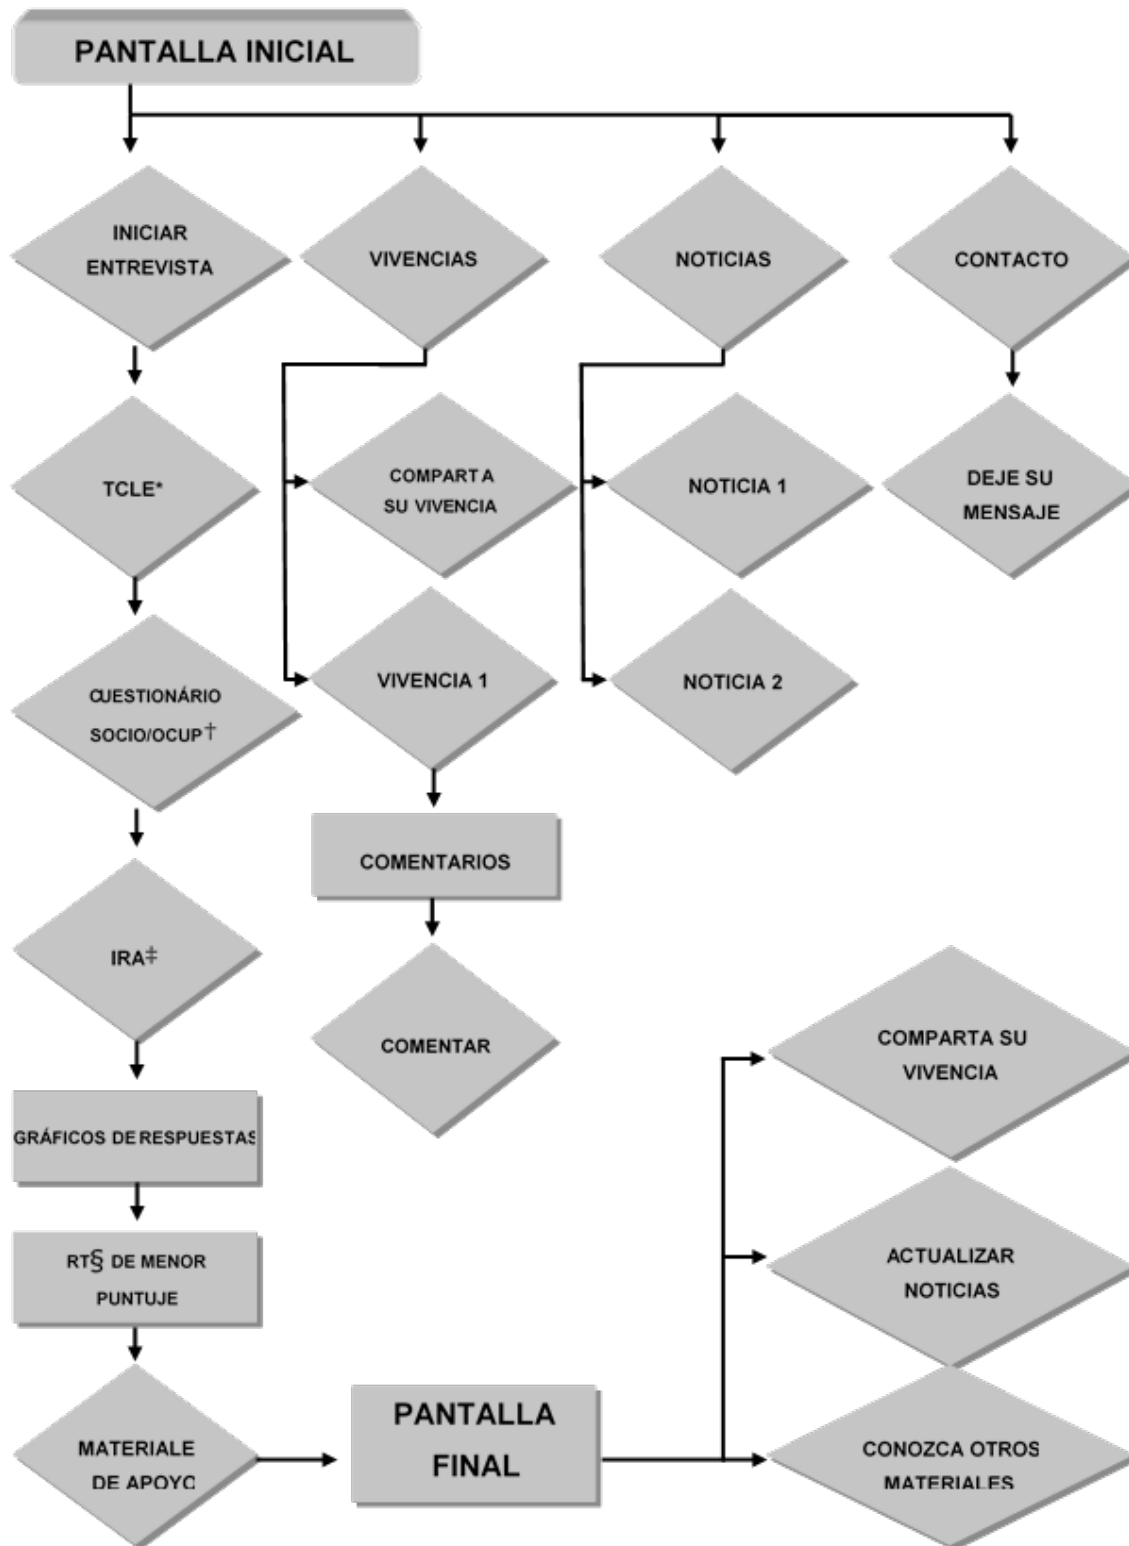 PANTALLA INICIAL
INICIAR
ENTREVISTA
VIVENCIAS
NOTICIAS
CONTACTO
TCLE*
COMPARTA
SU VIVENCIA
NOTICIA 1
DEJE SU
MENSAJE
CUESTIONÁRIO
SOCIO/OCUP†
VIVENCIA 1
NOTICIA 2
COMENTARIOS
IRA‡
COMENTAR
COMPARTA SU
VIVENCIA
GRÁFICOS DE RESPUESTAS
RT§ DE MENOR
PUNTUJE
ACTUALIZAR
NOTICIAS
MATERIALE
DE APOYO
PANTALLA
FINAL
CONOZCA OTROS
MATERIALES